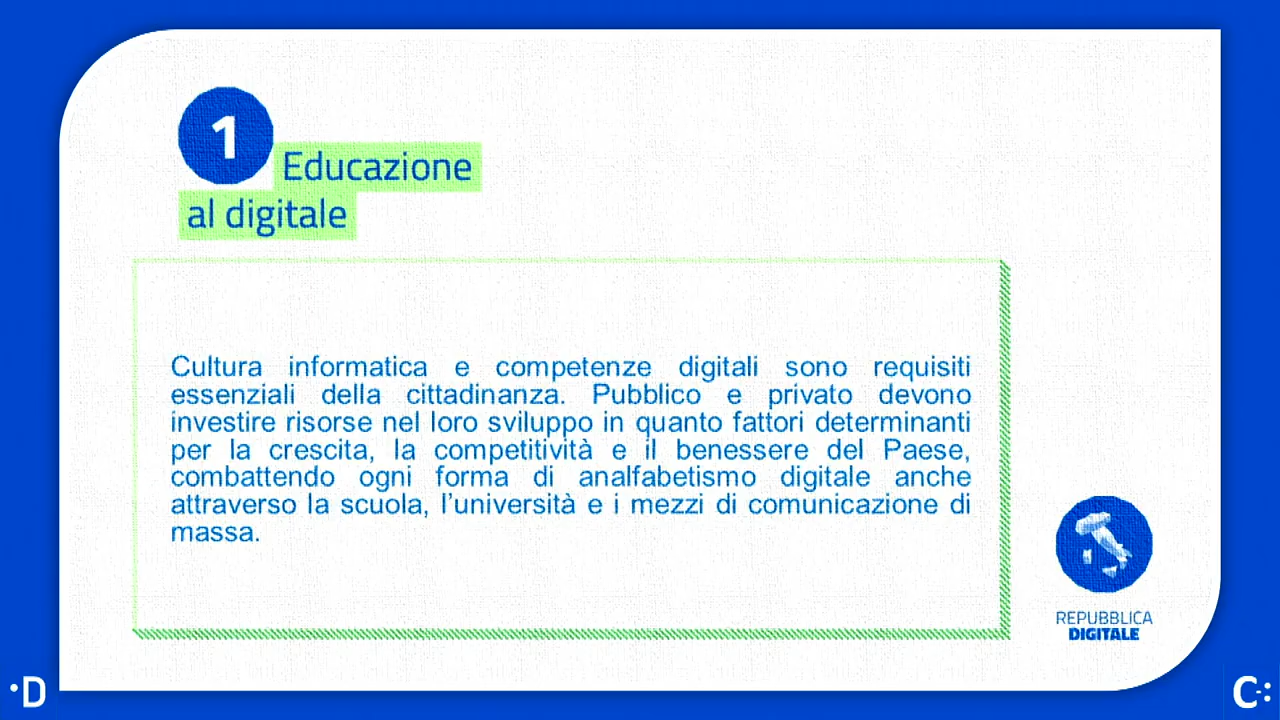 1
Educazione
al digitale
Cultura informatica e competenze digitali sono requisiti
essenziali della cittadinanza. Pubblico e privato devono
investire risorse nel loro sviluppo in quanto fattori determinanti
per la crescita, la competitività e il benessere del Paese,
combattendo ogni forma di analfabetismo digitale anche
attraverso la scuola, l'università e i mezzi di comunicazione di
massa.
REPUBBLICA
DIGITALE
·D
C: